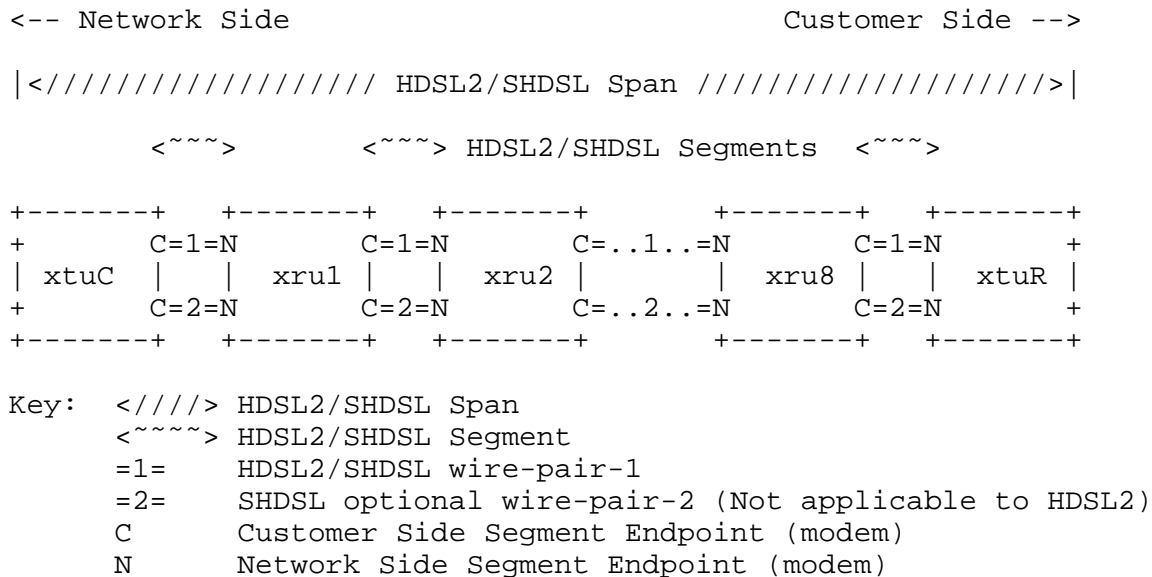 <-- Network Side                             Customer Side -->
|</////////////////// HDSL2/SHDSL Span ////////////////////>|
        <~~~>       <~~~> HDSL2/SHDSL Segments  <~~~>
+-------+   +-------+   +-------+       +-------+   +-------+
+       C=1=N       C=1=N       C=..1..=N       C=1=N       +
| xtuC  |   |  xru1 |   |  xru2 |       |  xru8 |   |  xtuR |
+       C=2=N       C=2=N       C=..2..=N       C=2=N       +
+-------+   +-------+   +-------+       +-------+   +-------+
Key:  <////> HDSL2/SHDSL Span
      <~~~~> HDSL2/SHDSL Segment
      =1=    HDSL2/SHDSL wire-pair-1
      =2=    SHDSL optional wire-pair-2 (Not applicable to HDSL2)
      C      Customer Side Segment Endpoint (modem)
      N      Network Side Segment Endpoint (modem)